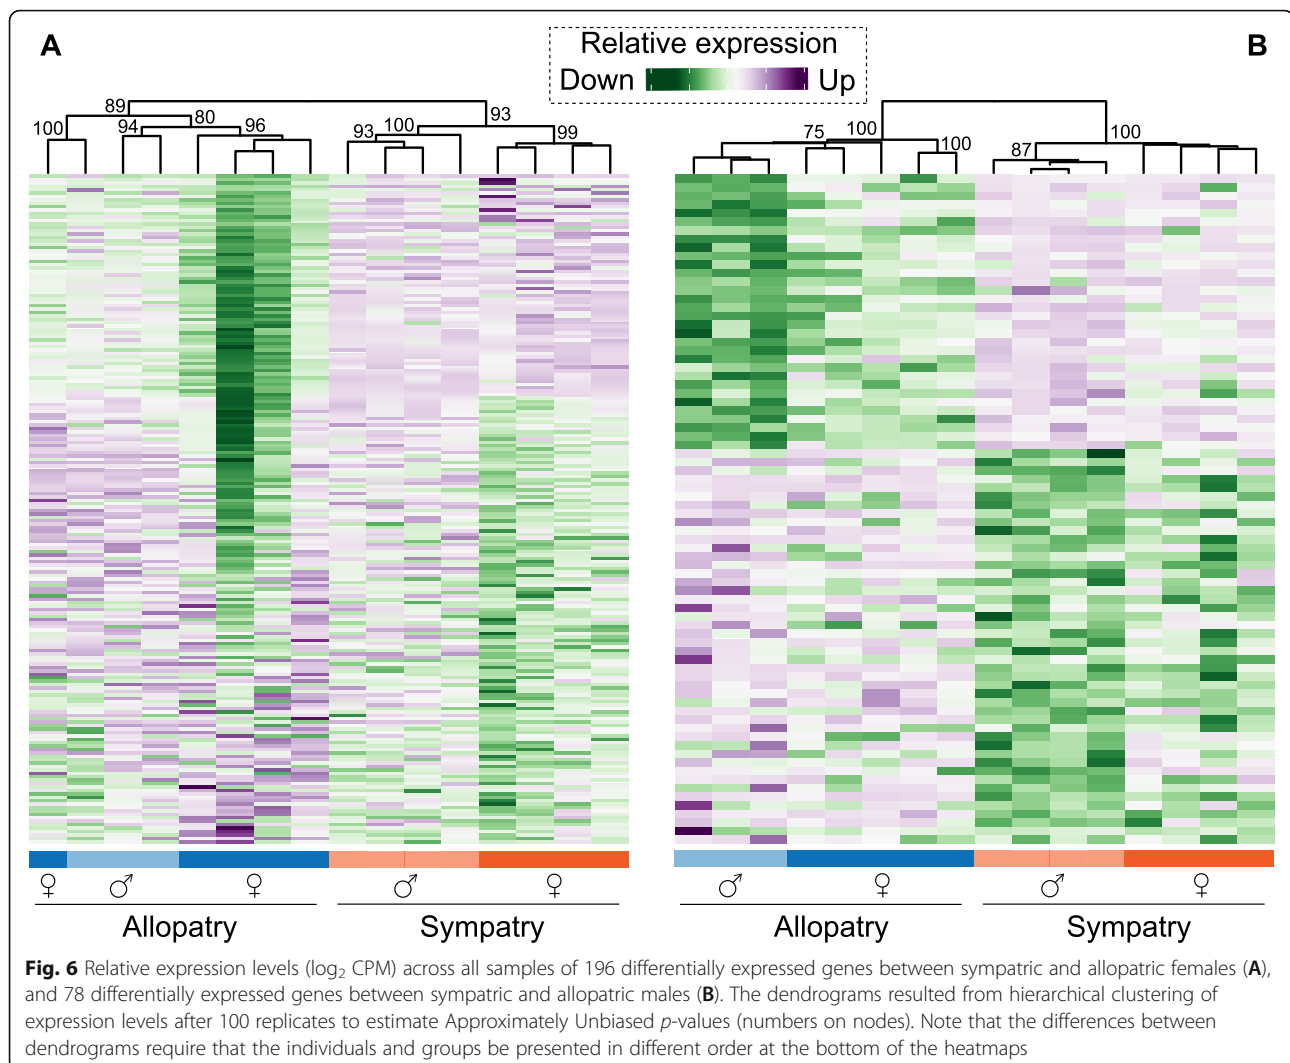 A
Relative expression
B
Down Up
89
100
94
80
96
93
100
93
99
75
100
100
87
100
♀ ♂ ♀ ♂ ♀ ♂ ♀ ♂ ♀
Allopatry Sympatry Allopatry Sympatry
Fig. 6 Relative expression levels (log₂ CPM) across all samples of 196 differentially expressed genes between sympatric and allopatric females (A),
and 78 differentially expressed genes between sympatric and allopatric males (B). The dendrograms resulted from hierarchical clustering of
expression levels after 100 replicates to estimate Approximately Unbiased p-values (numbers on nodes). Note that the differences between
dendrograms require that the individuals and groups be presented in different order at the bottom of the heatmaps